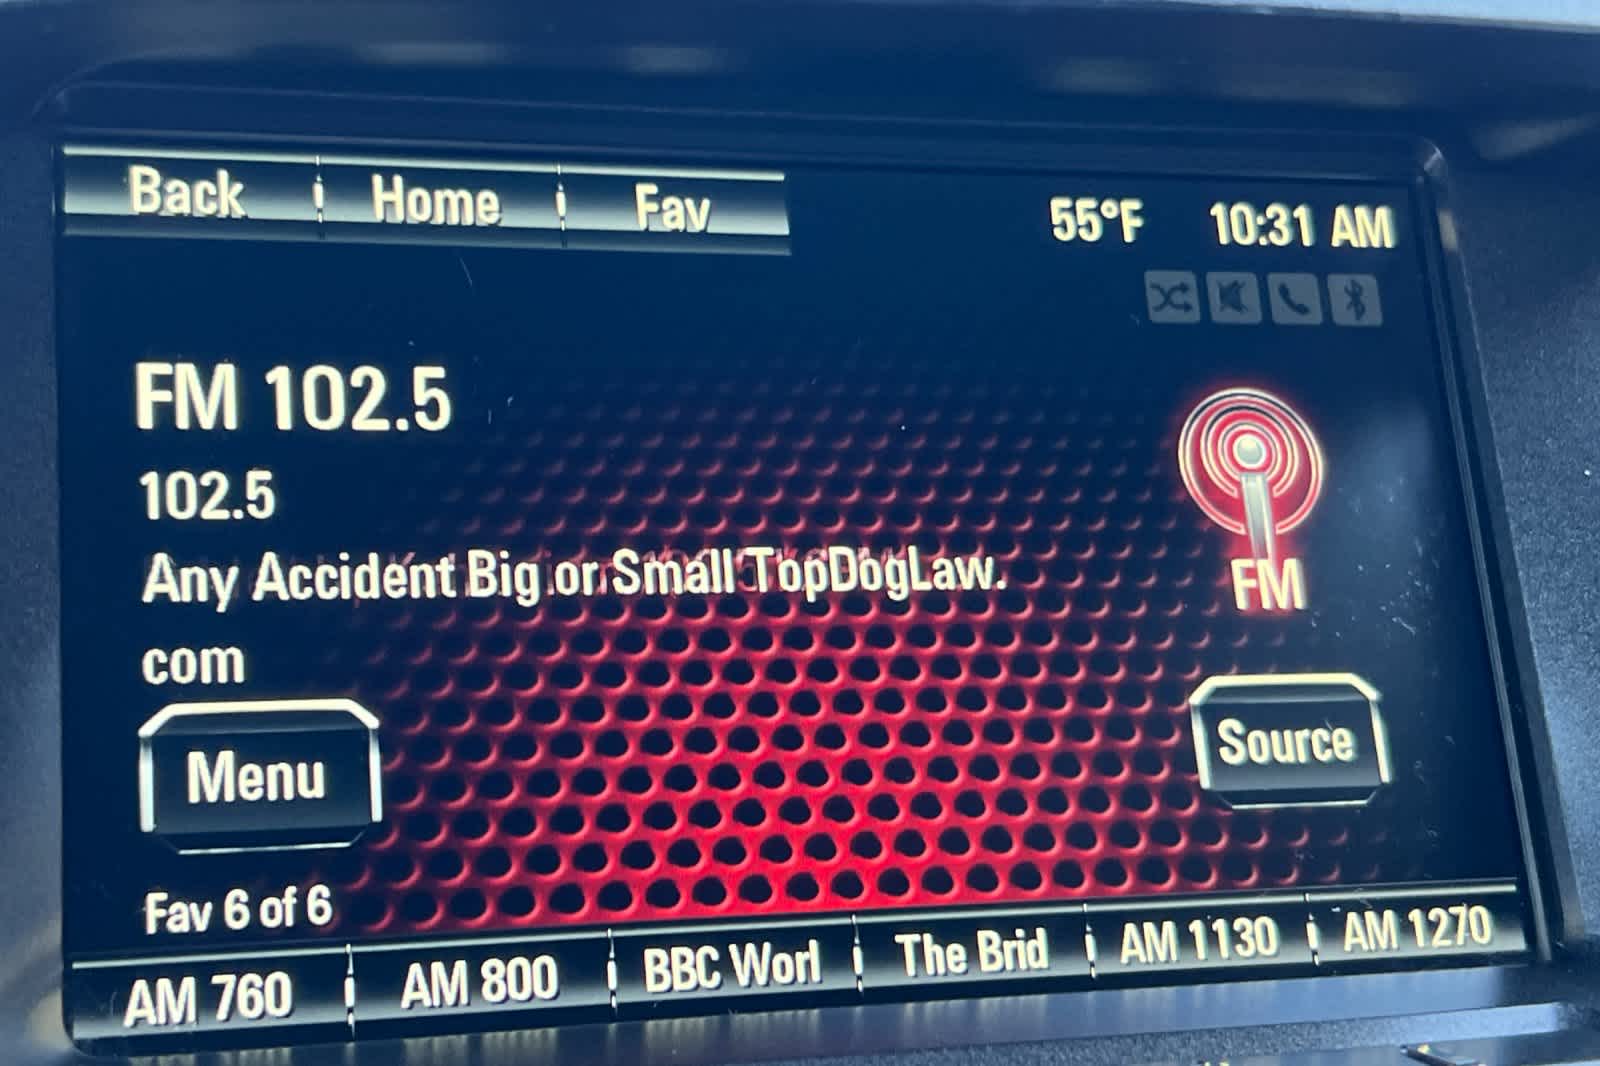 Back Home Fav 55°F 10:31 AM
FM 102.5
102.5
Any Accident Big or Small TopDogLaw.
com
FM
Menu Source
Fav 6 of 6
AM 760 AM 800 BBC Worl The Brid AM 1130 AM 1270